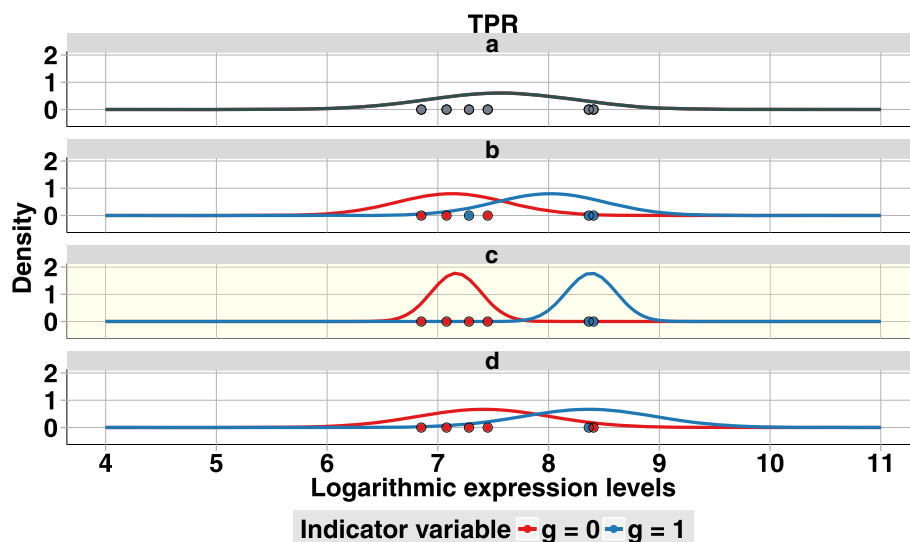 TPR
a
2
1
0
b
2
1
0
c
2
1
0
d
2
1
0
Density
4 5 6 7 8 9 10 11
Logarithmic expression levels
Indicator variable g = 0 g = 1